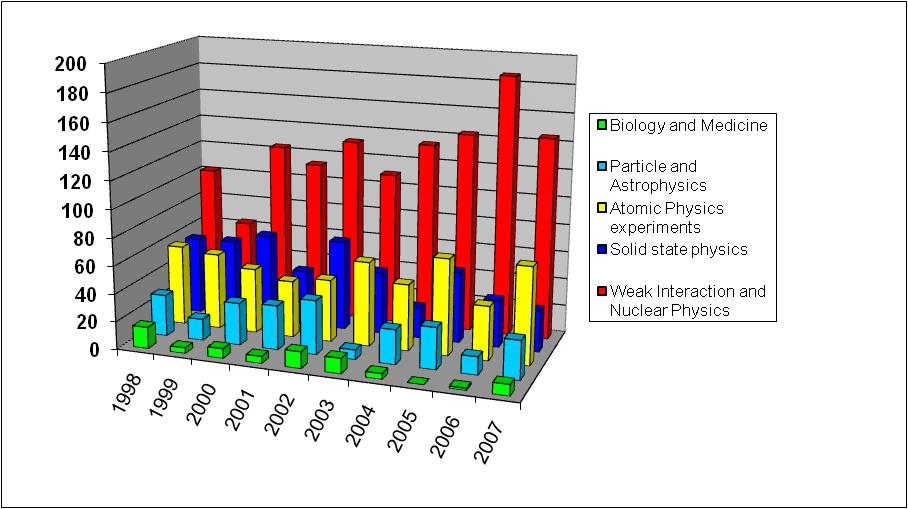 200
180
160
140
120
100
80
60
40
20
0
1998
1999
2000
2001
2002
2003
2004
2005
2006
2007
Biology and Medicine
Particle and
Astrophysics
Atomic Physics
experiments
Solid state physics
Weak Interaction and
Nuclear Physics